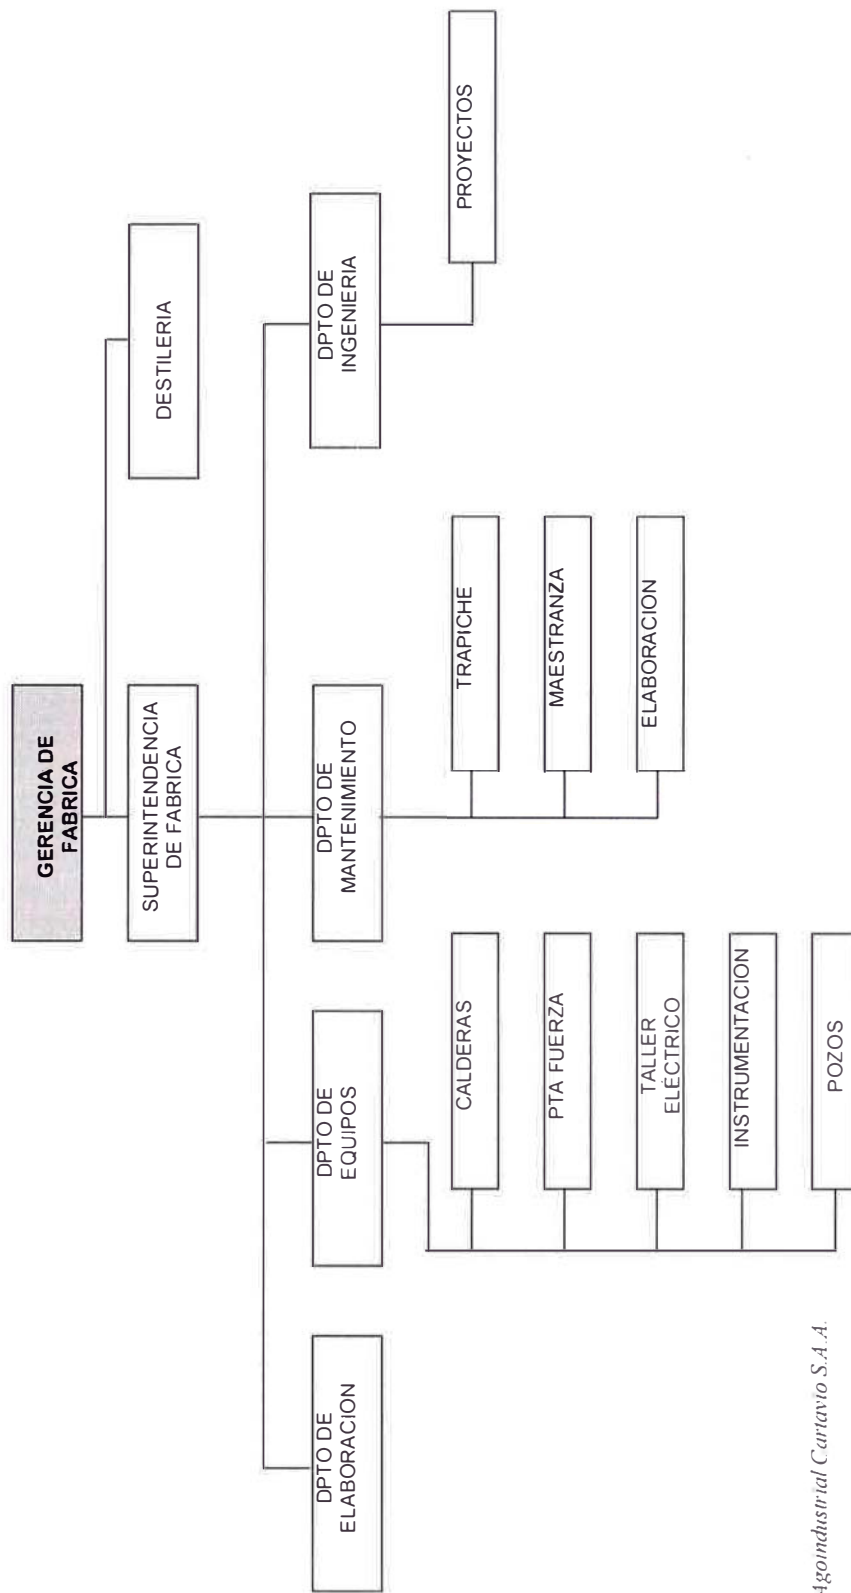 GERENCIA DE
FABRICA
SUPERINTENDENCIA
DE FABRICA
DESTILERIA
DPTO DE
ELABORACION
DPTO DE
EQUIPOS
DPTO DE
MANTENIMIENTO
DPTO DE
INGENIERIA
CALDERAS
PTA FUERZA
TALLER
ELÉCTRICO
INSTRUMENTACION
POZOS
TRAPICHE
MAESTRANZA
ELABORACION
PROYECTOS
Agoindustrial Cartavio S.A.A.